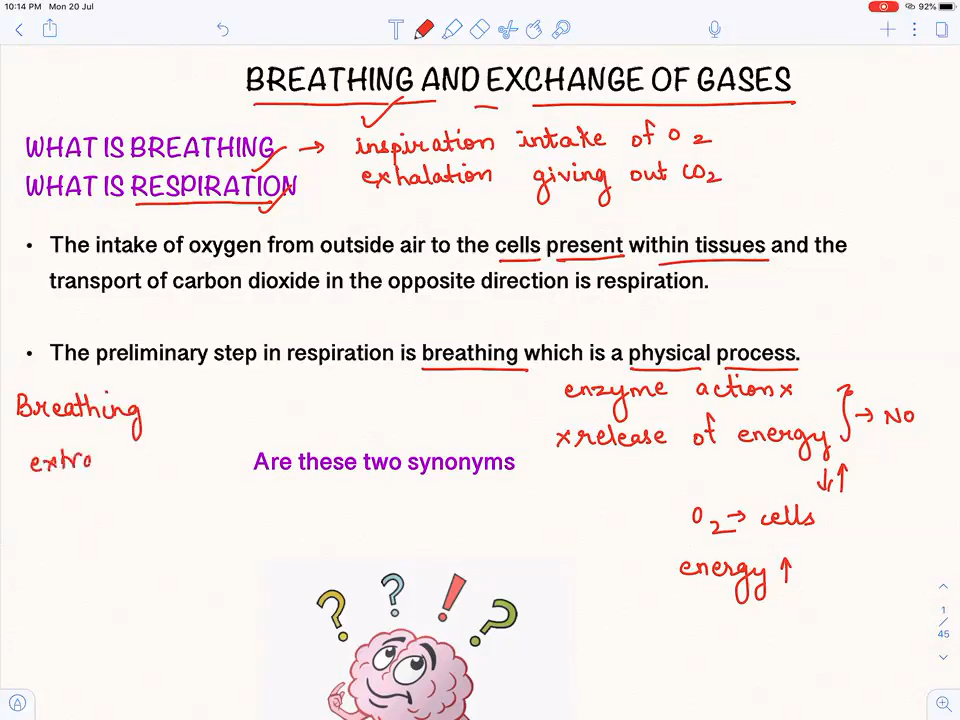 10:14 PM Mon 20 Jul
92%
BREATHING AND EXCHANGE OF GASES
WHAT IS BREATHING → inspiration intake of O2
WHAT IS RESPIRATION exhalation giving out CO2
• The intake of oxygen from outside air to the cells present within tissues and the
transport of carbon dioxide in the opposite direction is respiration.
• The preliminary step in respiration is breathing which is a physical process.
enzyme action x
x release of energy → NO
Breathing
extra
Are these two synonyms
↓ ↑
O2 → cells
energy ↑
? ? ! ?
1
/
45